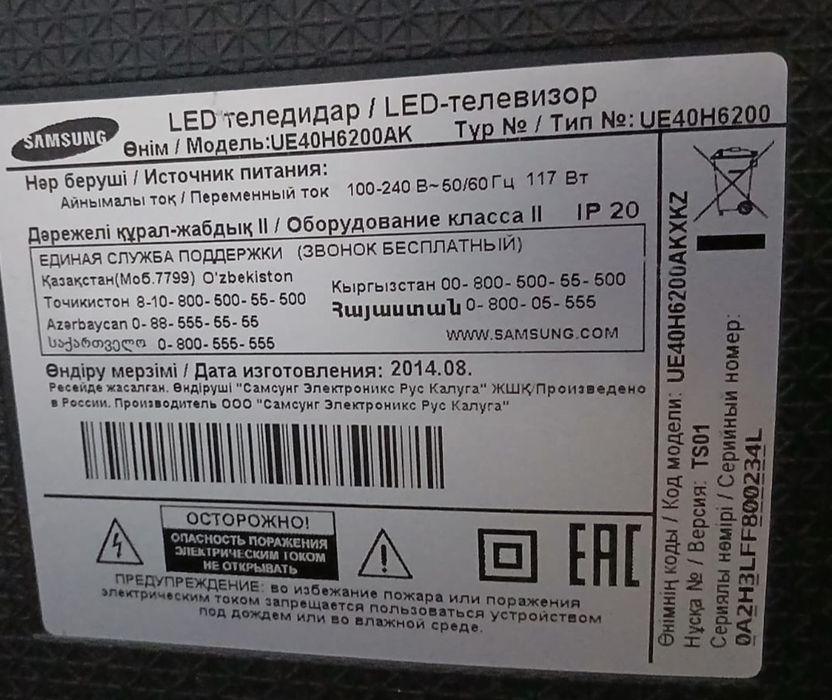 SAMSUNG
LED теледидар / LED-телевизор
Өнім / Модель:UE40H6200AK Түр № / Тип №: UE40H6200
Нәр беруші / Источник питания:
Айнымалы ток / Переменный ток 100-240 В~ 50/60 Гц 117 Вт
Дәрежелі құрал-жабдық II / Оборудование класса II IP 20
ЕДИНАЯ СЛУЖБА ПОДДЕРЖКИ (ЗВОНОК БЕСПЛАТНЫЙ)
Қазақстан(Моб.7799) O'zbekiston
Точикистон 8-10-800-500-55-500
Кыргызстан 00-800-500-55-500
Azərbaycan 0-88-555-55-55
Հայաստան 0-800-05-555
საქართველო 0-800-555-555
WWW.SAMSUNG.COM
Өндіру мерзімі / Дата изготовления: 2014.08.
Ресейде жасалған. Өндіруші "Самсунг Электроникс Рус Калуга" ЖШҚ/Произведено
в России. Производитель ООО "Самсунг Электроникс Рус Калуга"
ОСТОРОЖНО!
ОПАСНОСТЬ ПОРАЖЕНИЯ
ЭЛЕКТРИЧЕСКИМ ТОКОМ
НЕ ОТКРЫВАТЬ
EAC
ПРЕДУПРЕЖДЕНИЕ: во избежание пожара или поражения
электрическим током запрещается пользоваться устройством
под дождем или во влажной среде.
Өнімнің коды / Код модели: UE40H6200AKXKZ
Нұсқа № / Версия: TS01
Сериялы нөмірі / Серийный номер:
0A2H3LFF800234L